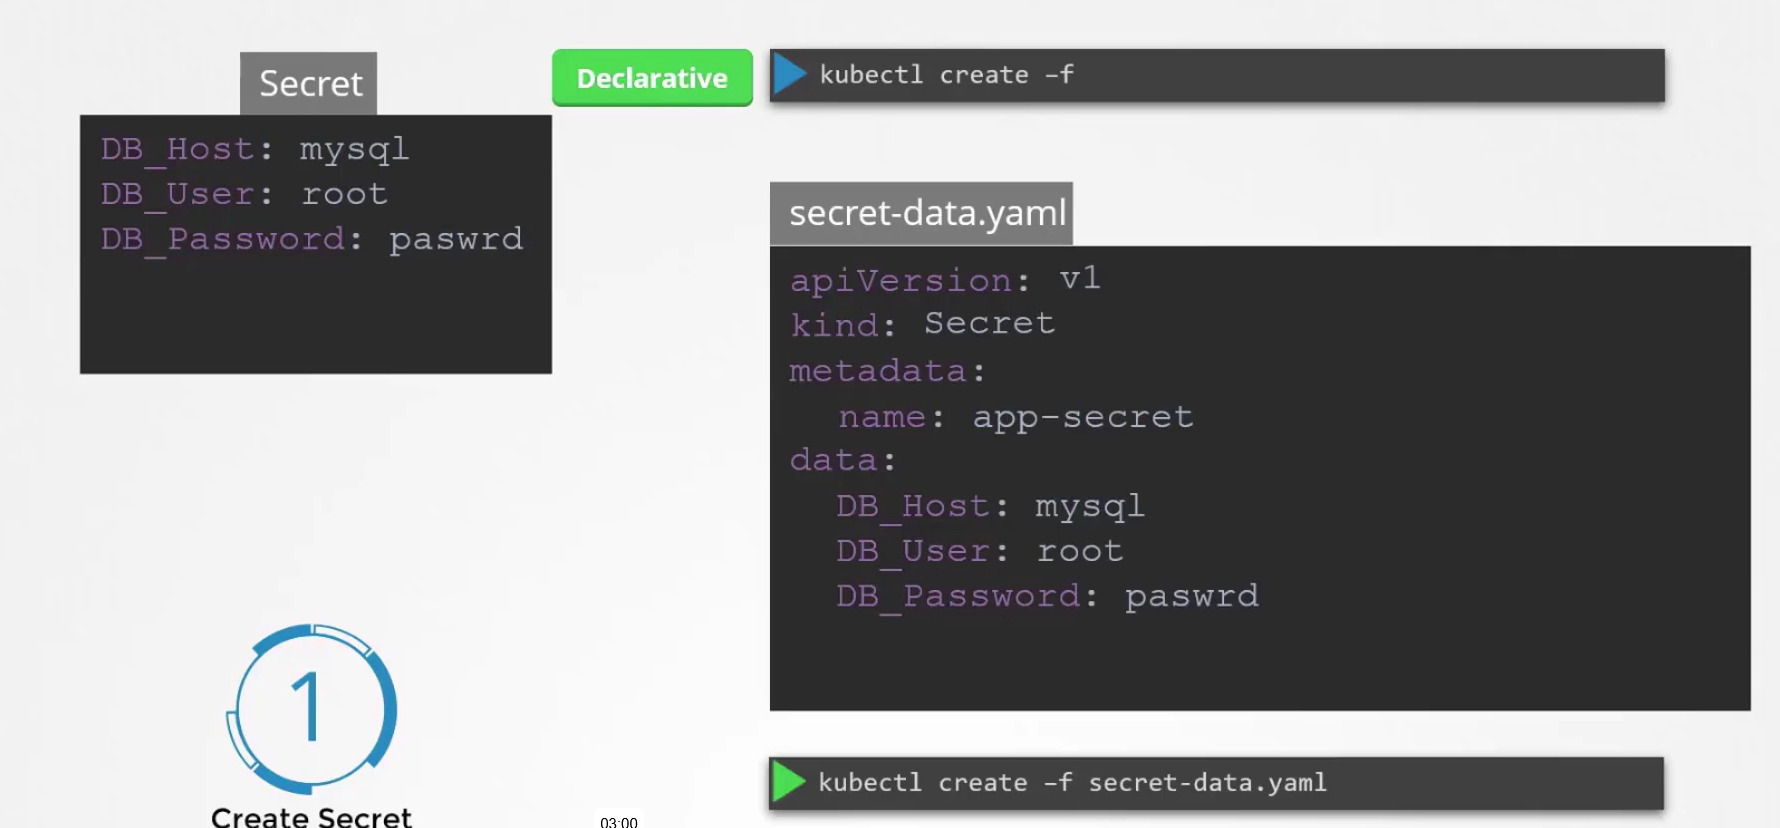 Secret
DB_Host: mysql
DB_User: root
DB_Password: paswrd
Declarative
kubectl create –f
secret-data.yaml
apiVersion: v1
kind: Secret
metadata:
name: app-secret
data:
DB_Host: mysql
DB_User: root
DB_Password: paswrd
1
Create Secret
03:00
kubectl create –f secret-data.yaml